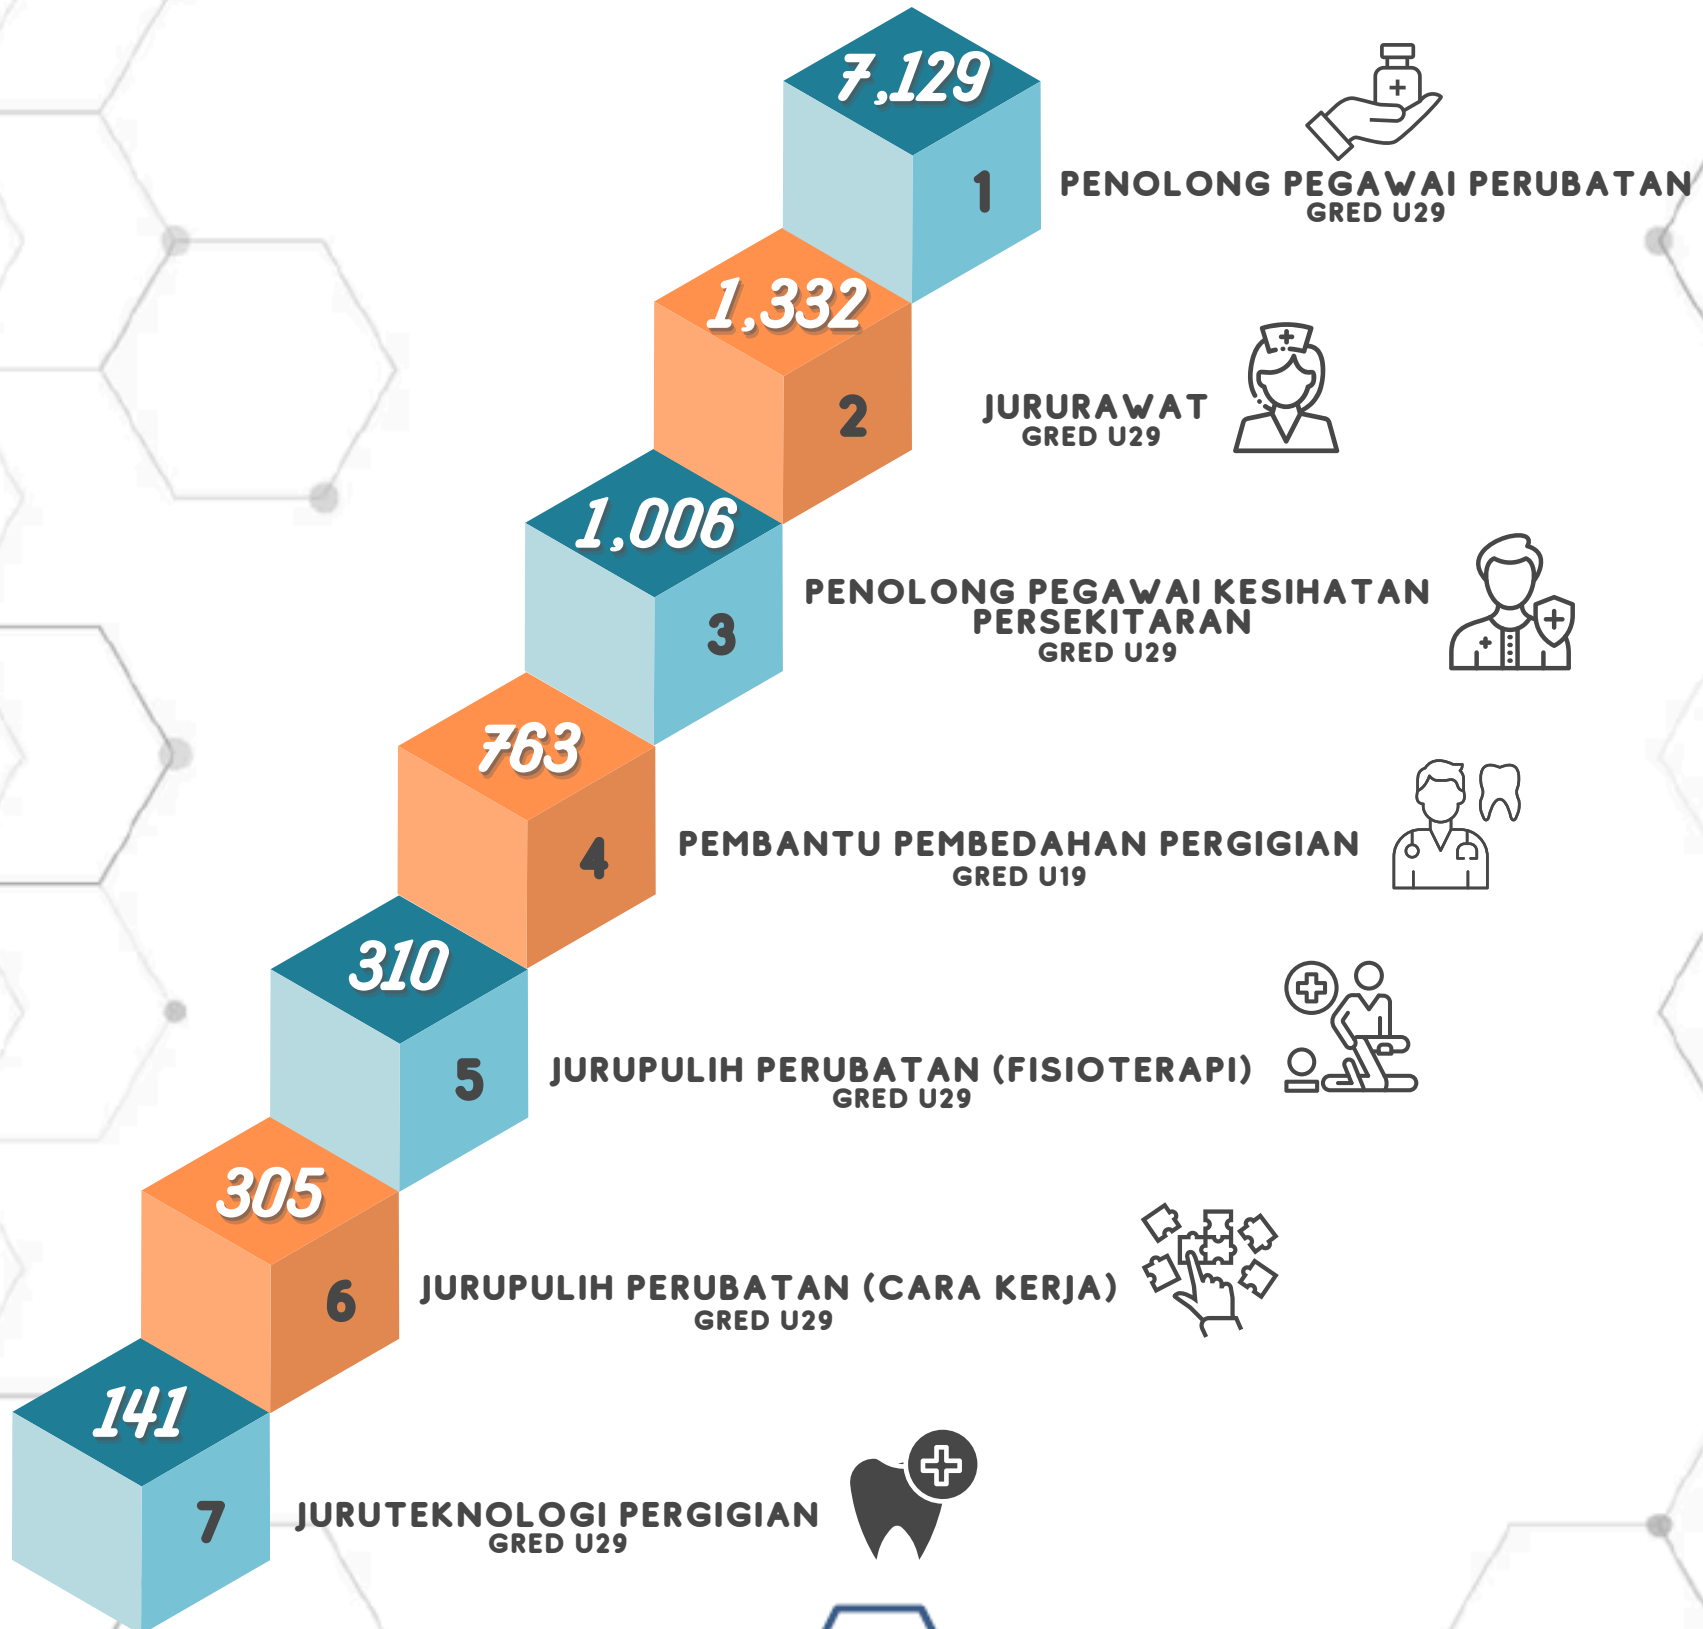 7,129
1
PENOLONG PEGAWAI PERUBATAN
GRED U29
1,332
2
JURURAWAT
GRED U29
1,006
3
PENOLONG PEGAWAI KESIHATAN
PERSEKITARAN
GRED U29
763
4
PEMBANTU PEMBEDAHAN PERGIGIAN
GRED U19
310
5
JURUPULIH PERUBATAN (FISIOTERAPI)
GRED U29
305
6
JURUPULIH PERUBATAN (CARA KERJA)
GRED U29
141
7
JURUTEKNOLOGI PERGIGIAN
GRED U29